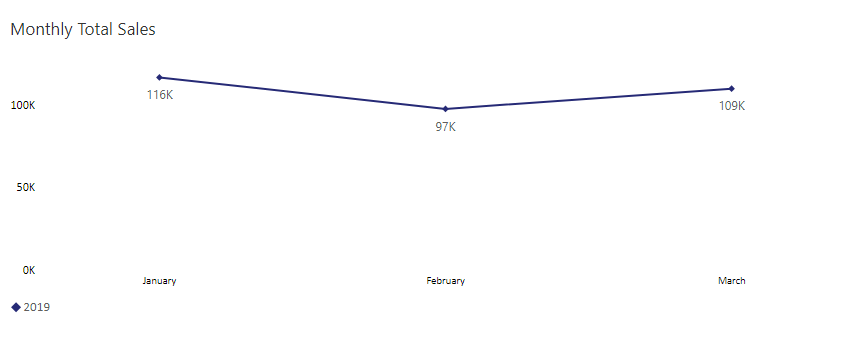 Monthly Total Sales
116K
100K
109K
97K
50K
0K
January February March
2019